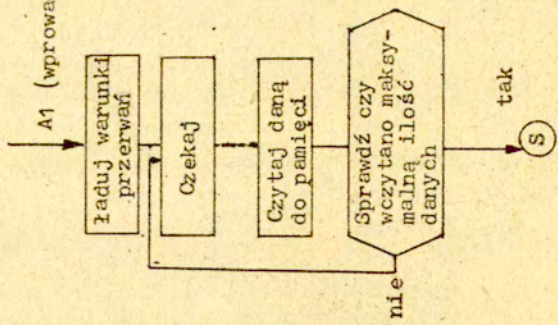 A1 (wprowa
Ładuj warunki
przerwań
Czekaj
Czytaj daną
do pamięci
Sprawdź czy
wczytano maksy-
malną ilość
danych
nie
tak
S